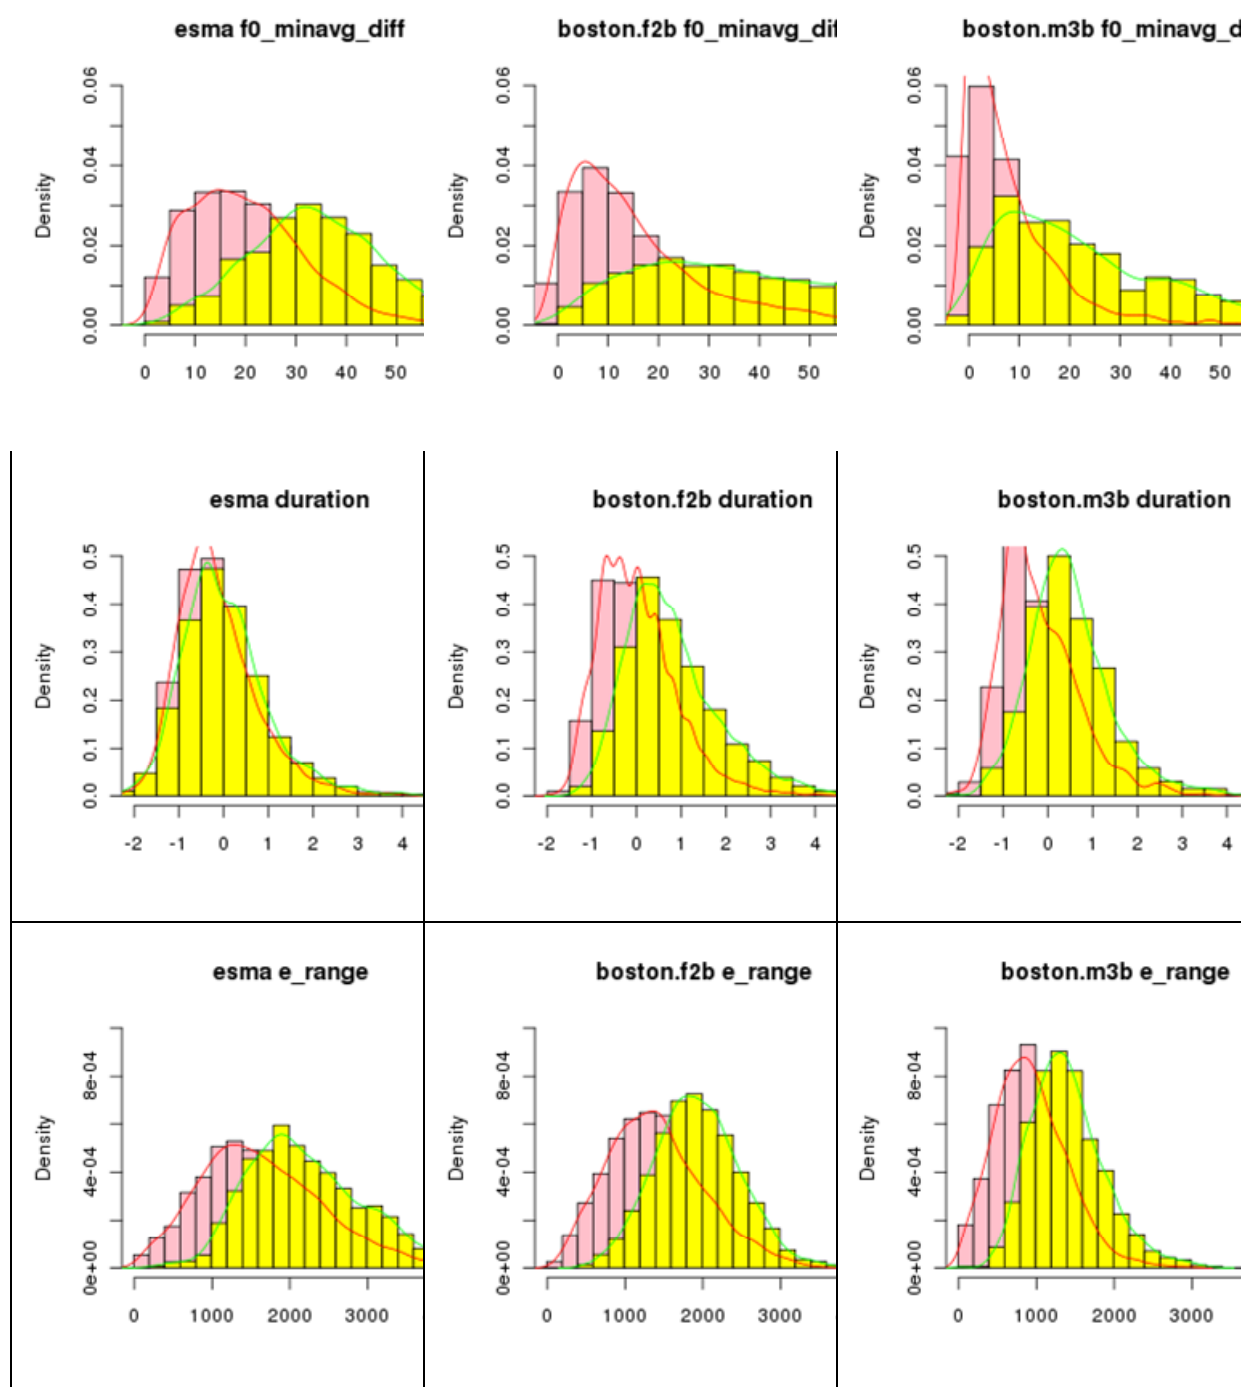 esma f0_minavg_diff
boston.f2b f0_minavg_dif
boston.m3b f0_minavg_d
Density
0.00 0.02 0.04 0.06
0 10 20 30 40 50
Density
0.00 0.02 0.04 0.06
0 10 20 30 40 50
Density
0.00 0.02 0.04 0.06
0 10 20 30 40 50
esma duration
boston.f2b duration
boston.m3b duration
Density
0.0 0.1 0.2 0.3 0.4 0.5
-2 -1 0 1 2 3 4
Density
0.0 0.1 0.2 0.3 0.4 0.5
-2 -1 0 1 2 3 4
Density
0.0 0.1 0.2 0.3 0.4 0.5
-2 -1 0 1 2 3 4
esma e_range
boston.f2b e_range
boston.m3b e_range
Density
0e+00 4e-04 8e-04
0 1000 2000 3000
Density
0e+00 4e-04 8e-04
0 1000 2000 3000
Density
0e+00 4e-04 8e-04
0 1000 2000 3000